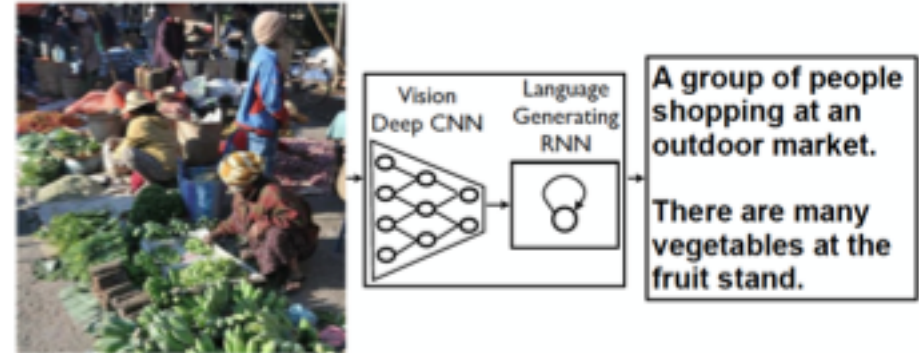 Vision
Deep CNN
Language
Generating
RNN
A group of people
shopping at an
outdoor market.
There are many
vegetables at the
fruit stand.